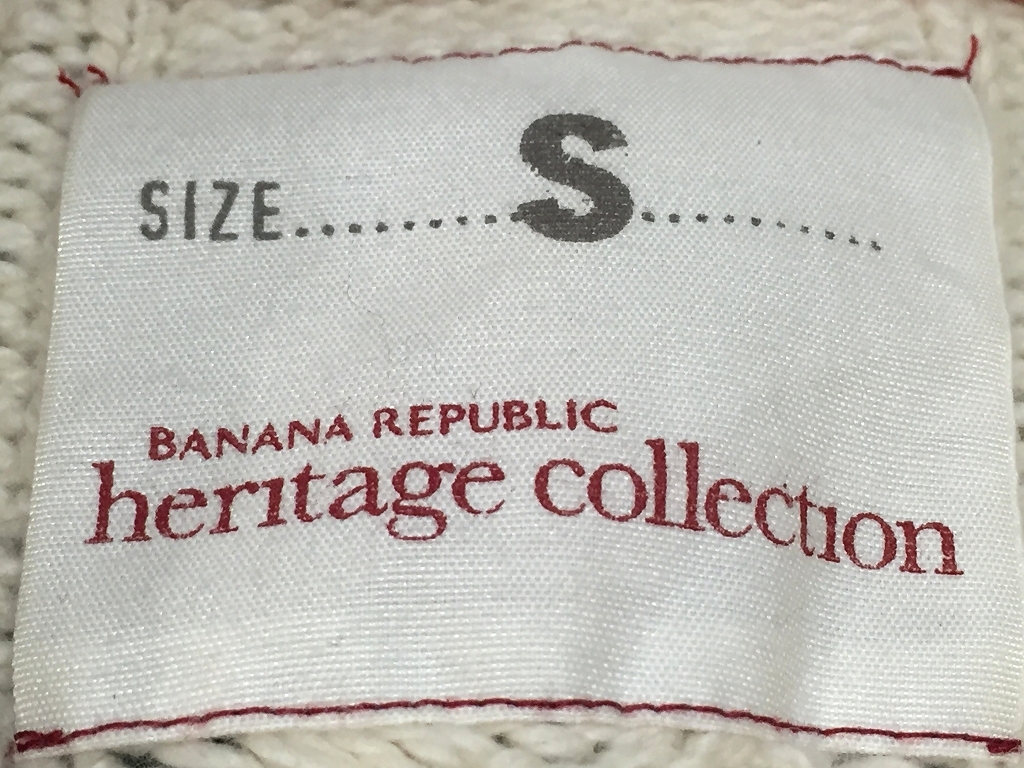 SIZE..........S..........
BANANA REPUBLIC
heritage collection